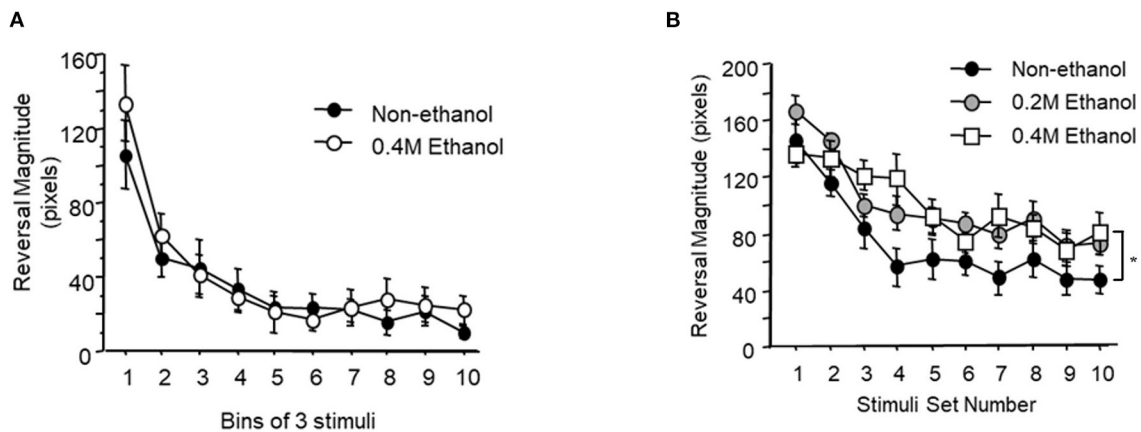 A
160
120
80
40
0
Reversal Magnitude
(pixels)
Non-ethanol
0.4M Ethanol
1 2 3 4 5 6 7 8 9 10
Bins of 3 stimuli
B
200
160
120
80
40
0
Reversal Magnitude (pixels)
Non-ethanol
0.2M Ethanol
0.4M Ethanol
*
1 2 3 4 5 6 7 8 9 10
Stimuli Set Number